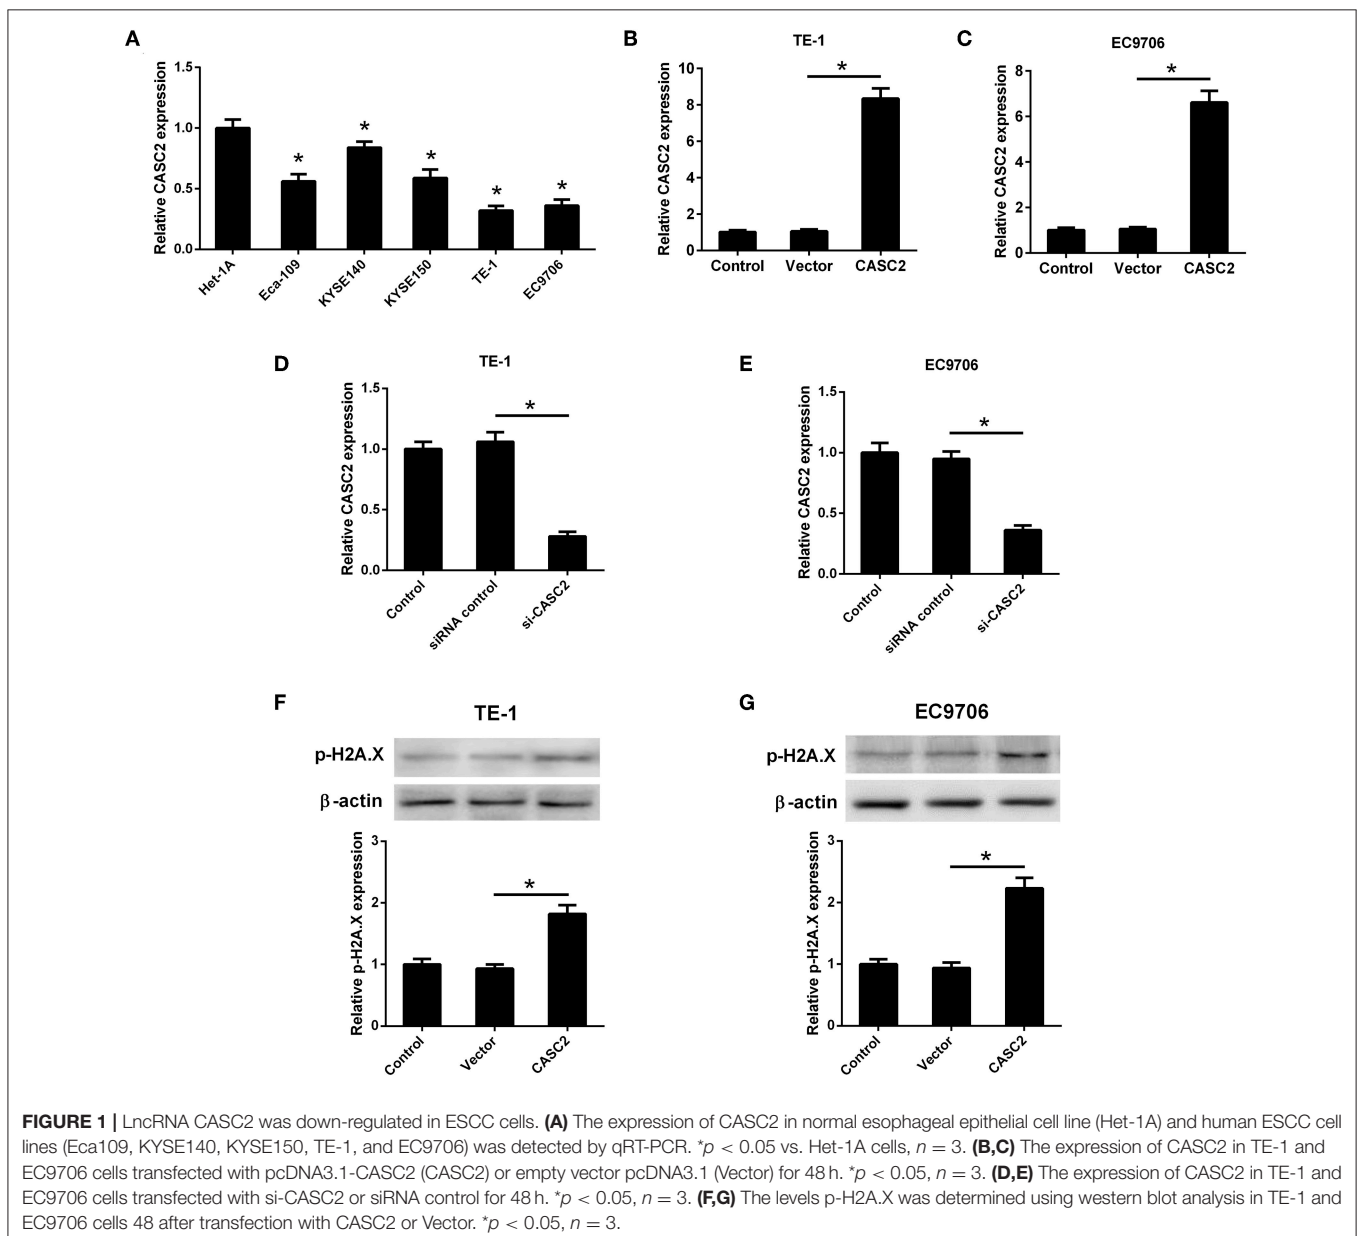 A
Relative CASC2 expression
1.5
1.0
0.5
0.0
*
*
*
*
*
Het-1A
Eca-109
KYSE140
KYSE150
TE-1
EC9706
B
TE-1
Relative CASC2 expression
10
8
6
4
2
0
*
Control
Vector
CASC2
C
EC9706
Relative CASC2 expression
8
6
4
2
0
*
Control
Vector
CASC2
D
TE-1
Relative CASC2 expression
1.5
1.0
0.5
0.0
*
Control
siRNA control
si-CASC2
E
EC9706
Relative CASC2 expression
1.5
1.0
0.5
0.0
*
Control
siRNA control
si-CASC2
F
TE-1
p-H2A.X
β-actin
Relative p-H2A.X expression
3
2
1
0
*
Control
Vector
CASC2
G
EC9706
p-H2A.X
β-actin
Relative p-H2A.X expression
3
2
1
0
*
Control
Vector
CASC2
FIGURE 1 | LncRNA CASC2 was down-regulated in ESCC cells. (A) The expression of CASC2 in normal esophageal epithelial cell line (Het-1A) and human ESCC cell
lines (Eca109, KYSE140, KYSE150, TE-1, and EC9706) was detected by qRT-PCR. *p < 0.05 vs. Het-1A cells, n = 3. (B,C) The expression of CASC2 in TE-1 and
EC9706 cells transfected with pcDNA3.1-CASC2 (CASC2) or empty vector pcDNA3.1 (Vector) for 48 h. *p < 0.05, n = 3. (D,E) The expression of CASC2 in TE-1 and
EC9706 cells transfected with si-CASC2 or siRNA control for 48 h. *p < 0.05, n = 3. (F,G) The levels p-H2A.X was determined using western blot analysis in TE-1 and
EC9706 cells 48 after transfection with CASC2 or Vector. *p < 0.05, n = 3.